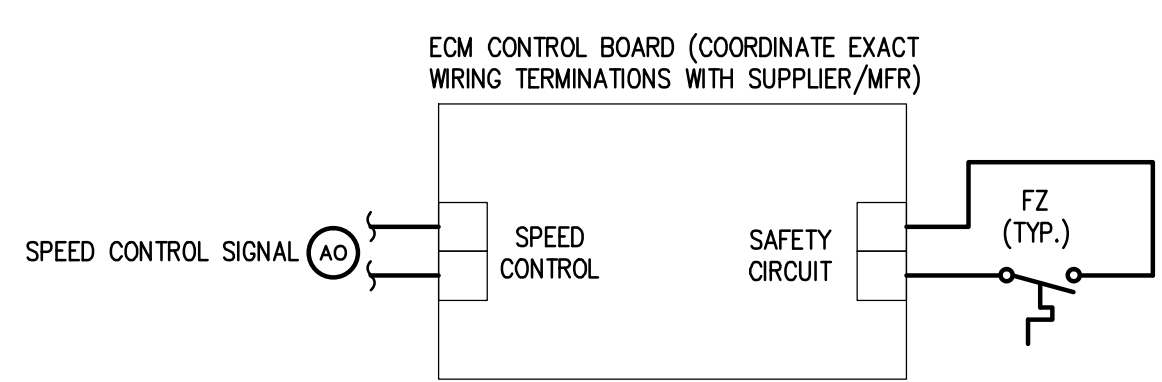 ECM CONTROL BOARD (COORDINATE EXACT
WIRING TERMINATIONS WITH SUPPLIER/MFR)
SPEED CONTROL SIGNAL
AO
SPEED
CONTROL
SAFETY
CIRCUIT
FZ
(TYP.)